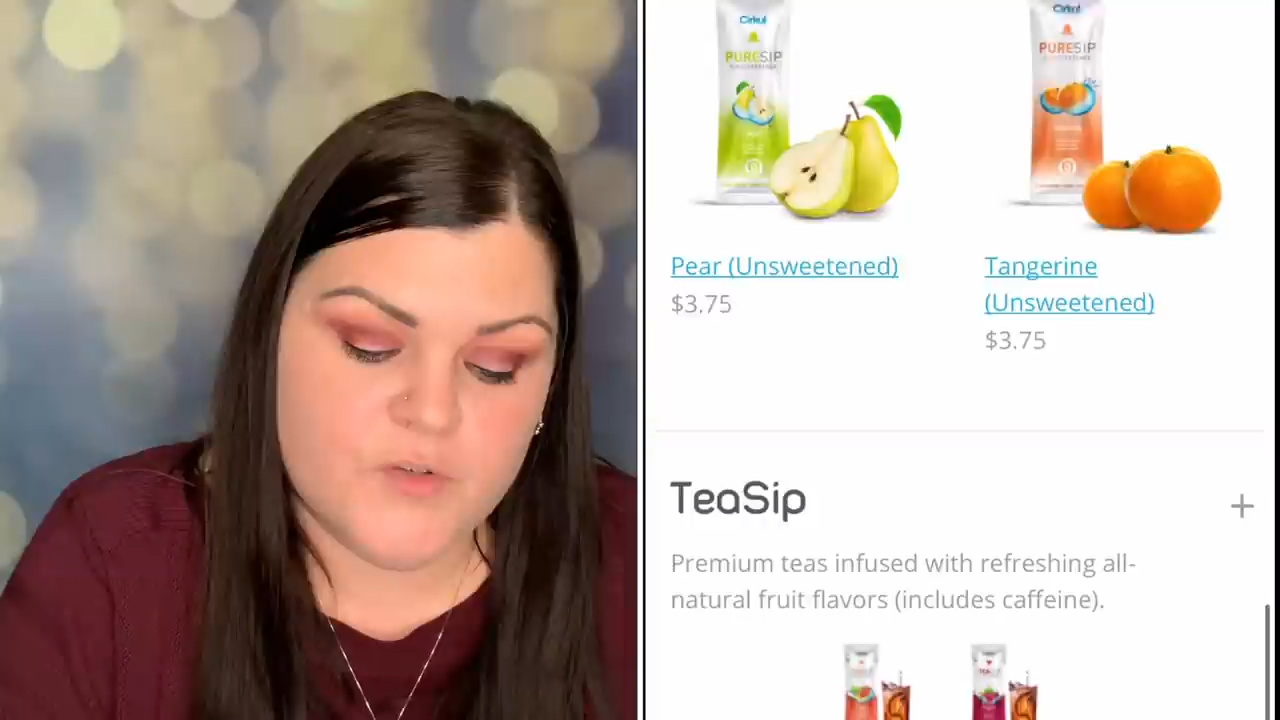 Cirkul
PURESIP
Cirkul
PURESIP
Pear (Unsweetened)
$3.75
Tangerine
(Unsweetened)
$3.75
TeaSip
+
Premium teas infused with refreshing all-
natural fruit flavors (includes caffeine).